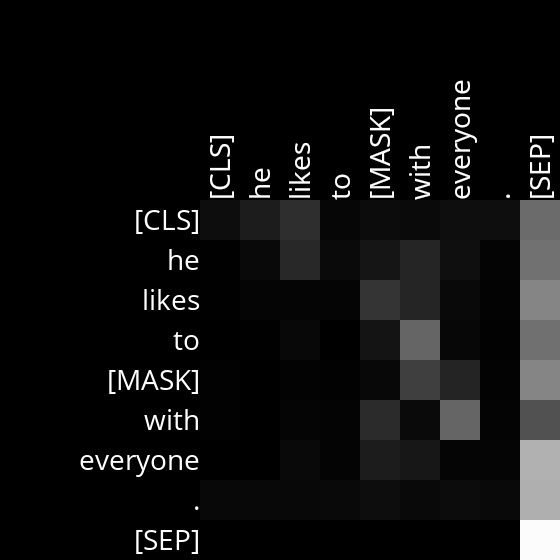 [CLS]
he
likes
to
[MASK]
with
everyone
.
[SEP]
[CLS]
he
likes
to
[MASK]
with
everyone
.
[SEP]